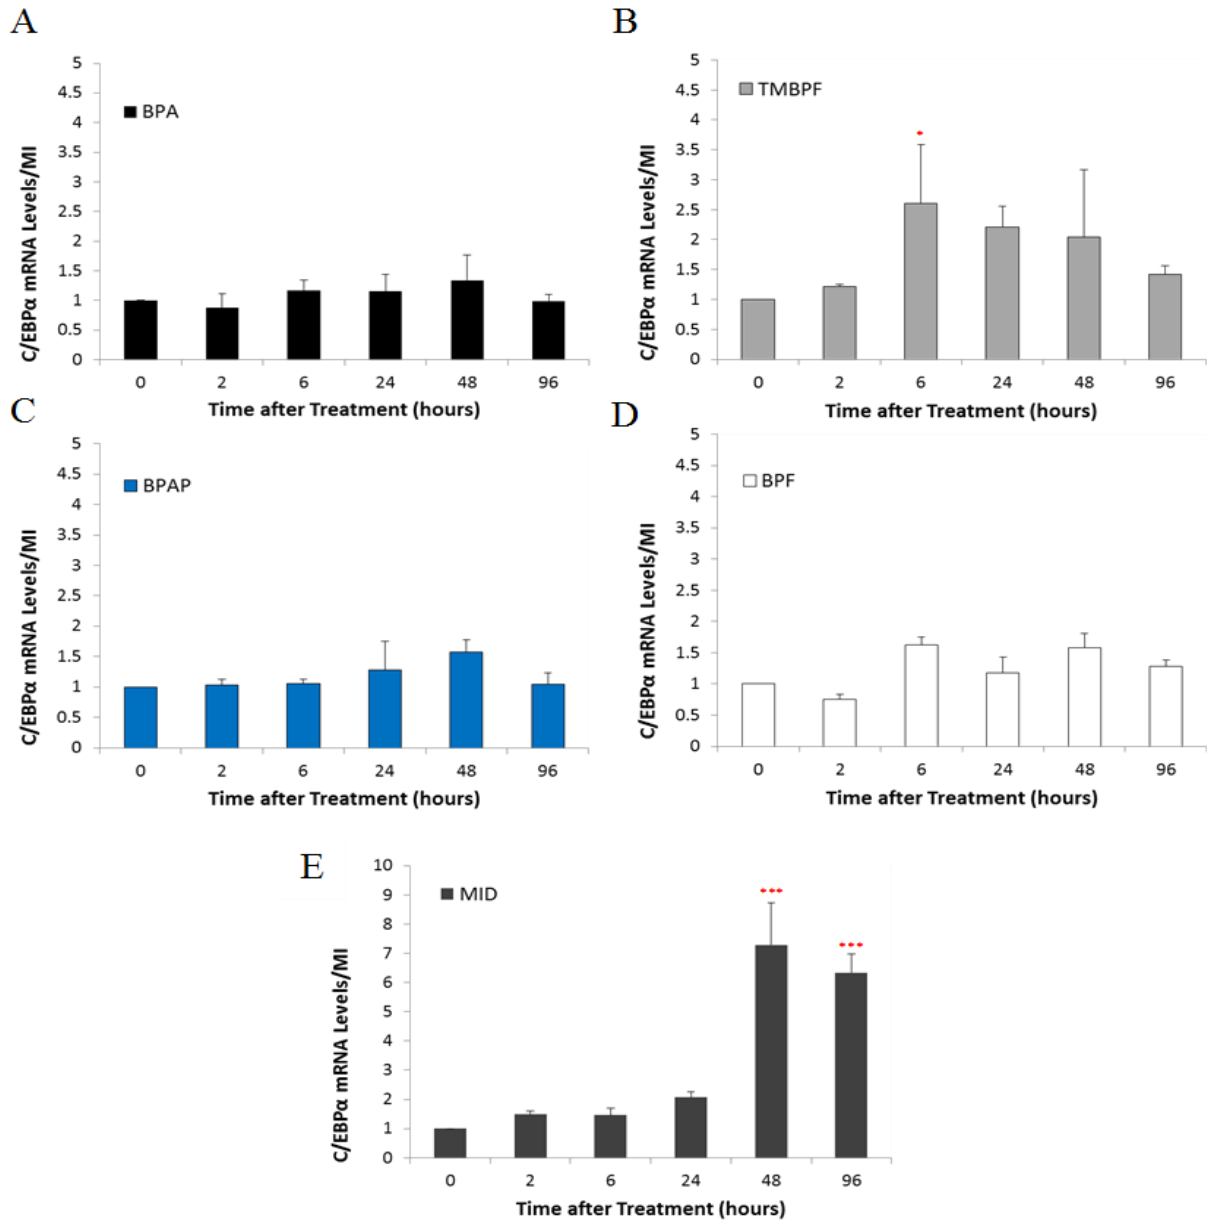 A
C/EBPα mRNA Levels/MI
5
4.5
4
3.5
3
2.5
2
1.5
1
0.5
0
BPA
0 2 6 24 48 96
Time after Treatment (hours)
B
C/EBPα mRNA Levels/MI
5
4.5
4
3.5
3
2.5
2
1.5
1
0.5
0
TMBPF
*
0 2 6 24 48 96
Time after Treatment (hours)
C
C/EBPα mRNA Levels/MI
5
4.5
4
3.5
3
2.5
2
1.5
1
0.5
0
BPAP
0 2 6 24 48 96
Time after Treatment (hours)
D
C/EBPα mRNA Levels/MI
5
4.5
4
3.5
3
2.5
2
1.5
1
0.5
0
BPF
0 2 6 24 48 96
Time after Treatment (hours)
E
C/EBPα mRNA Levels/MI
10
9
8
7
6
5
4
3
2
1
0
MID
***
***
0 2 6 24 48 96
Time after Treatment (hours)